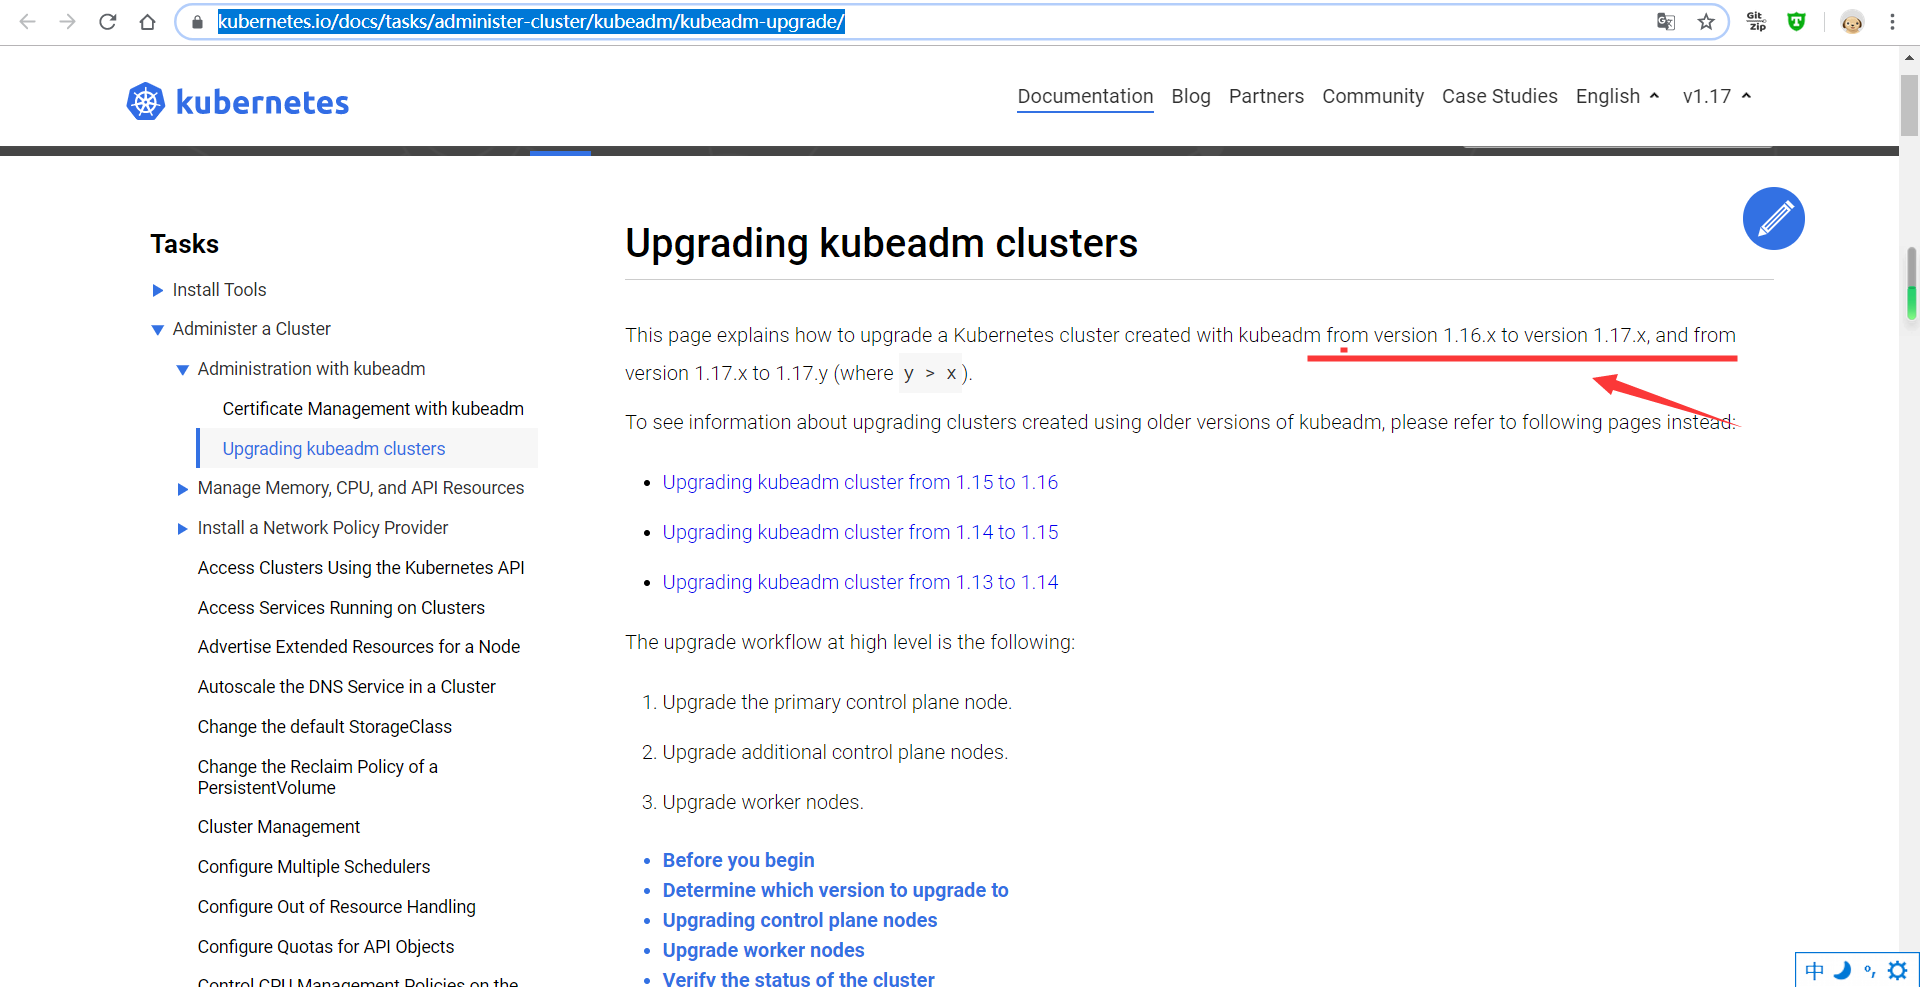 kubernetes.io/docs/tasks/administer-cluster/kubeadm/kubeadm-upgrade/
Git
Zip
kubernetes
Documentation
Blog
Partners
Community
Case Studies
English
v1.17
Tasks
Install Tools
Administer a Cluster
Administration with kubeadm
Certificate Management with kubeadm
Upgrading kubeadm clusters
Manage Memory, CPU, and API Resources
Install a Network Policy Provider
Access Clusters Using the Kubernetes API
Access Services Running on Clusters
Advertise Extended Resources for a Node
Autoscale the DNS Service in a Cluster
Change the default StorageClass
Change the Reclaim Policy of a
PersistentVolume
Cluster Management
Configure Multiple Schedulers
Configure Out of Resource Handling
Configure Quotas for API Objects
Control CPU Management Policies on the
Upgrading kubeadm clusters
This page explains how to upgrade a Kubernetes cluster created with kubeadm from version 1.16.x to version 1.17.x, and from
version 1.17.x to 1.17.y (where y > x ).
To see information about upgrading clusters created using older versions of kubeadm, please refer to following pages instead:
• Upgrading kubeadm cluster from 1.15 to 1.16
• Upgrading kubeadm cluster from 1.14 to 1.15
• Upgrading kubeadm cluster from 1.13 to 1.14
The upgrade workflow at high level is the following:
1. Upgrade the primary control plane node.
2. Upgrade additional control plane nodes.
3. Upgrade worker nodes.
• Before you begin
• Determine which version to upgrade to
• Upgrading control plane nodes
• Upgrade worker nodes
• Verify the status of the cluster
中